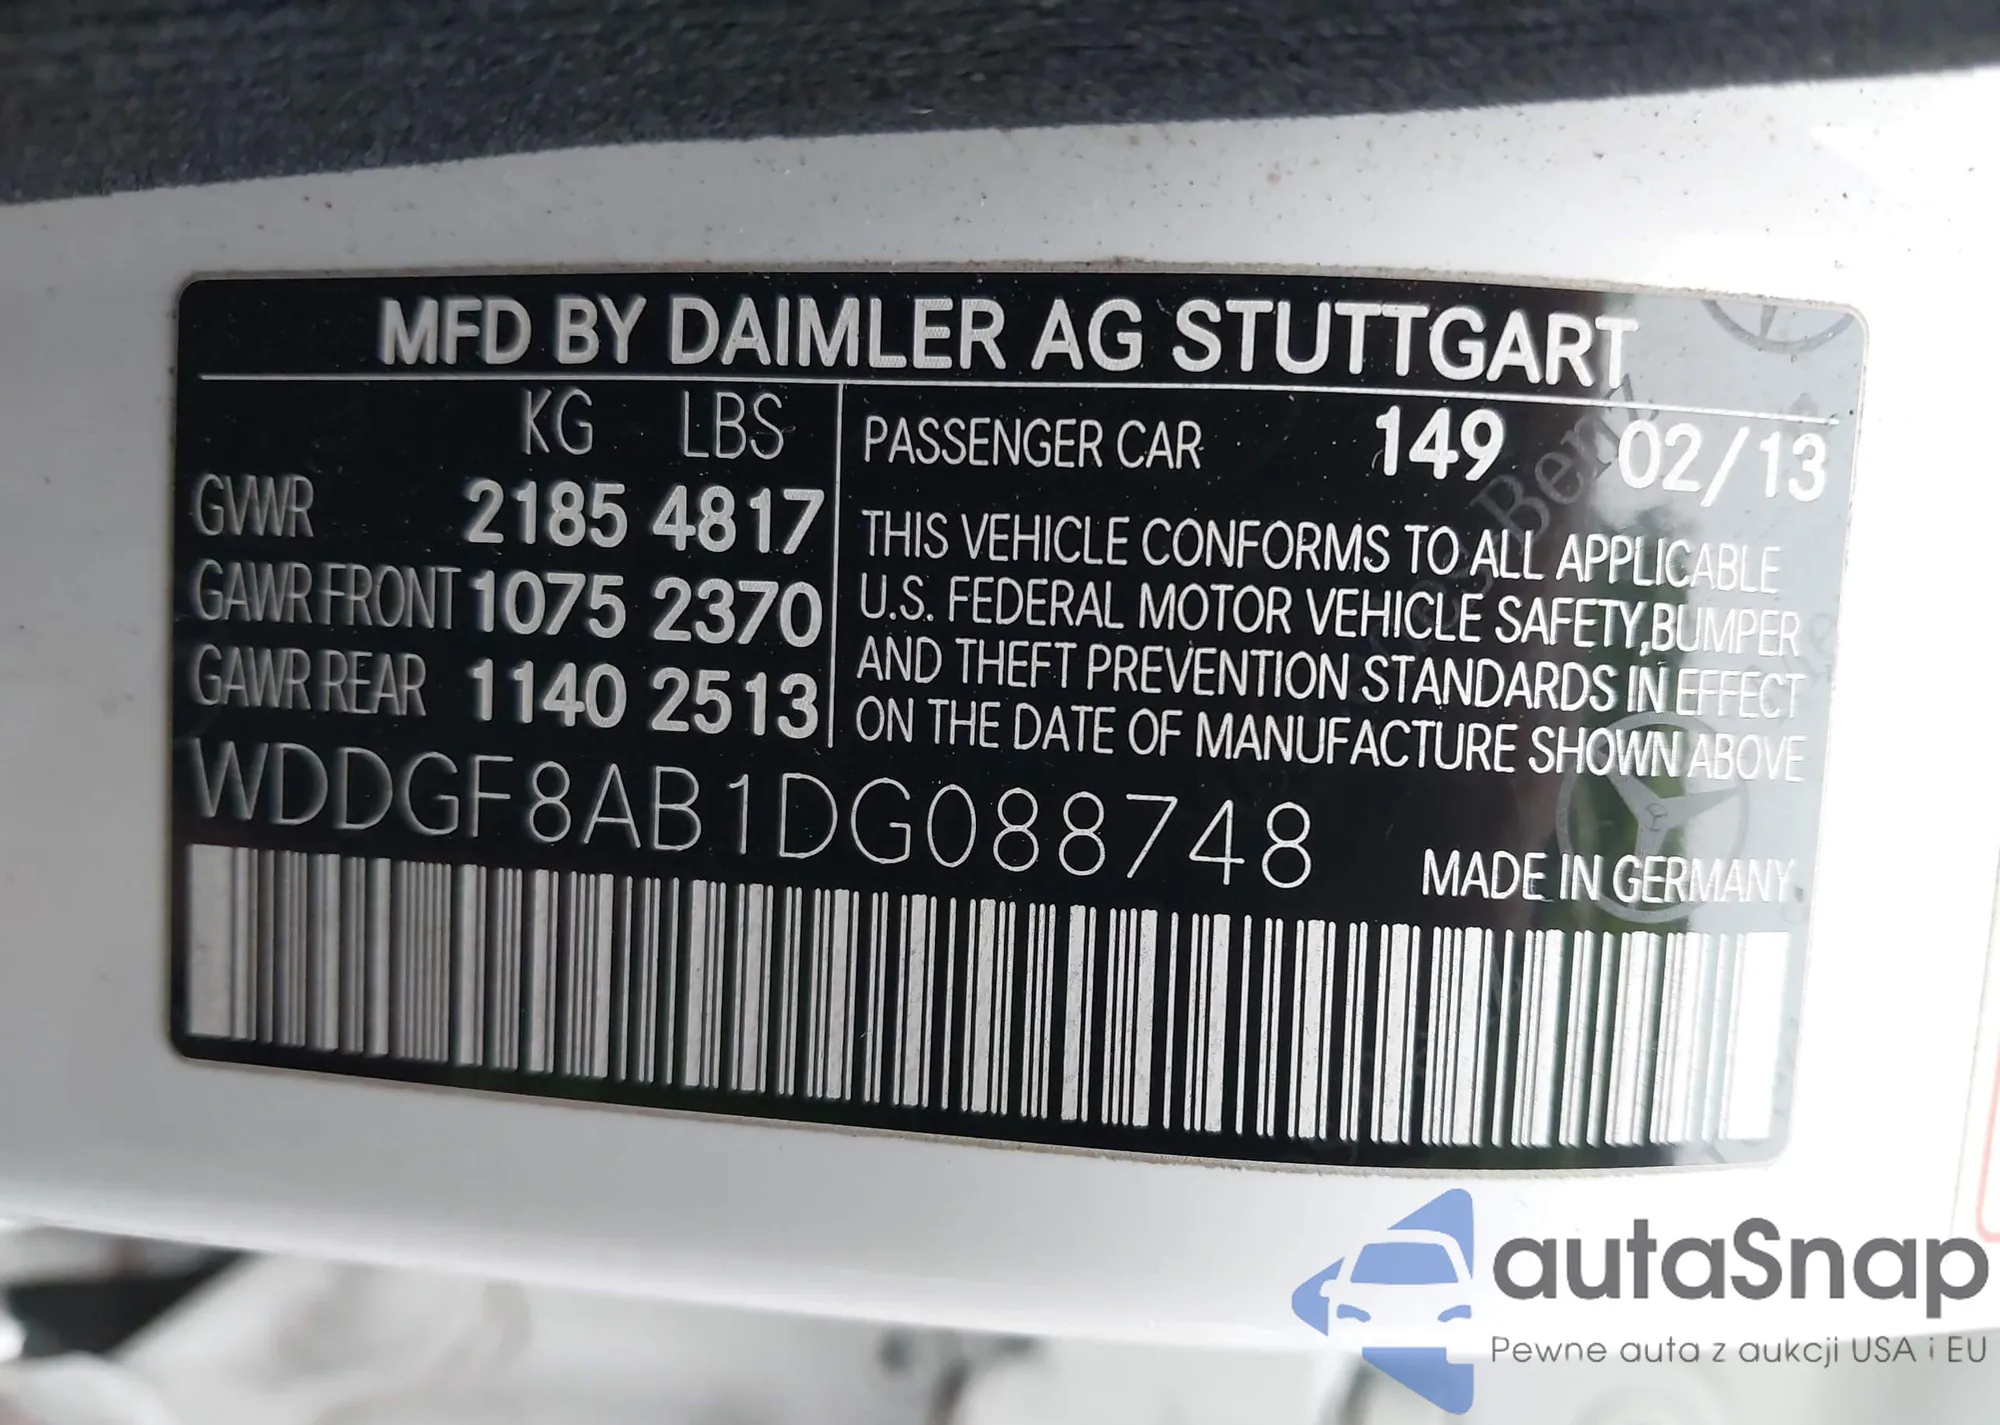 MFD BY DAIMLER AG STUTTGART
KG LBS
GVWR 2185 4817
GAWR FRONT 1075 2370
GAWR REAR 1140 2513
PASSENGER CAR 149 02/13
THIS VEHICLE CONFORMS TO ALL APPLICABLE
U.S. FEDERAL MOTOR VEHICLE SAFETY,BUMPER
AND THEFT PREVENTION STANDARDS IN EFFECT
ON THE DATE OF MANUFACTURE SHOWN ABOVE
WDDGF8AB1DG088748
MADE IN GERMANY
autaSnap
Pewne auta z aukcji USA i EU